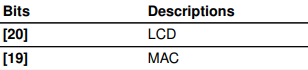 Bits Descriptions
[20] LCD
[19] MAC